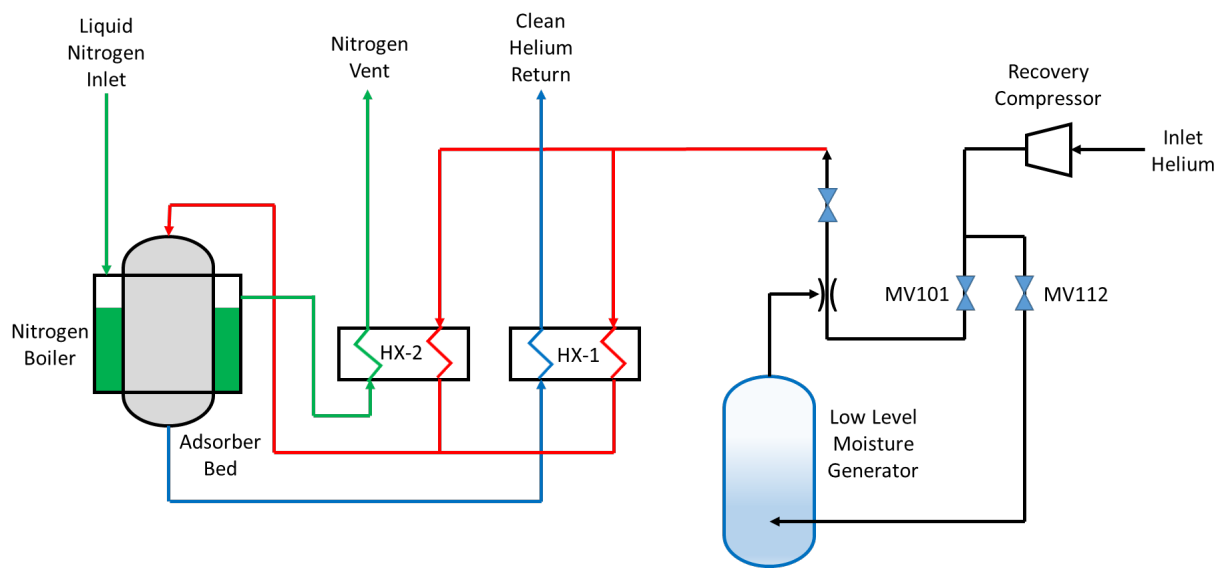 Liquid
Nitrogen
Inlet
Nitrogen
Vent
Clean
Helium
Return
Recovery
Compressor
Inlet
Helium
MV101
MV112
Nitrogen
Boiler
HX-2
HX-1
Adsorber
Bed
Low Level
Moisture
Generator